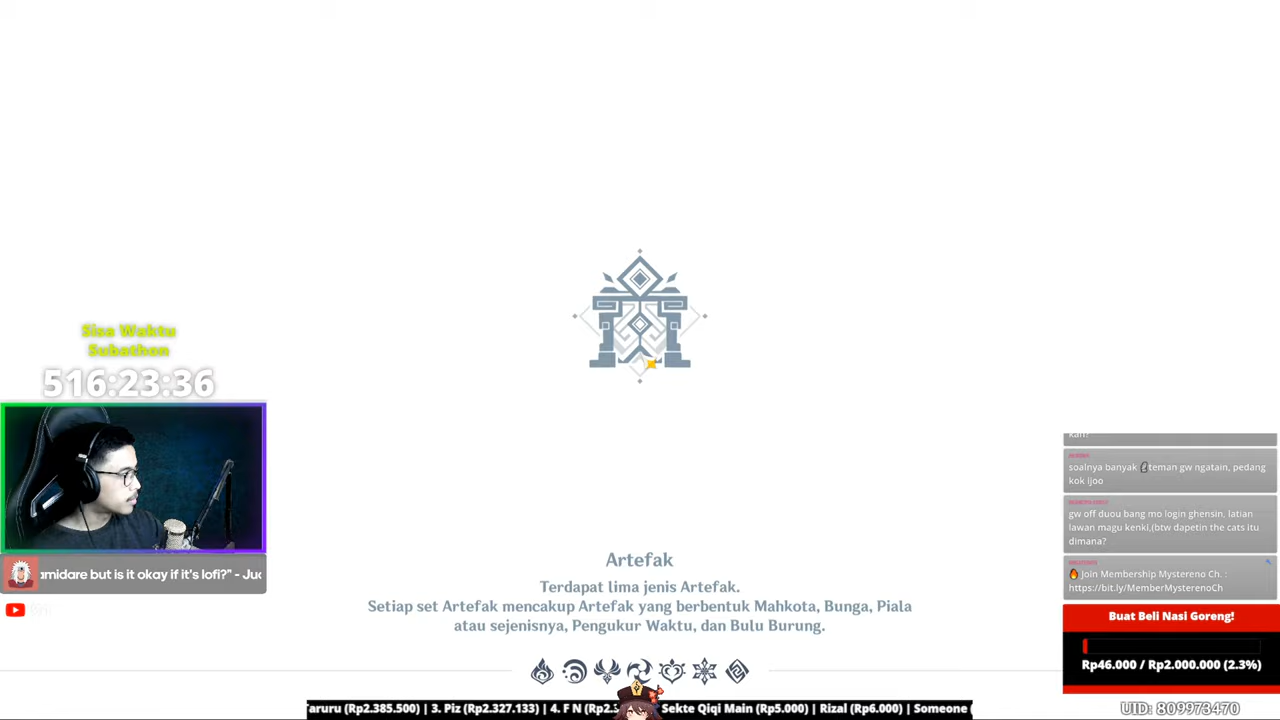 Sisa Waktu
Subathon
516:23:36
amidare but is it okay if it's lofi?" - Juc
Artefak
Terdapat lima jenis Artefak.
Setiap set Artefak mencakup Artefak yang berbentuk Mahkota, Bunga, Piala
atau sejenisnya, Pengukur Waktu, dan Bulu Burung.
kan?
soalnya banyak teman gw ngatain, pedang
kok ijoo
gw off duou bang mo login ghensin, latian
lawan magu kenki,(btw dapetin the cats itu
dimana?
Join Membership Mystereno Ch. :
https://bit.ly/MemberMysterenoCh
Buat Beli Nasi Goreng!
Rp46.000 / Rp2.000.000 (2.3%)
Taruru (Rp2.385.500) | 3. Piz (Rp2.327.133) | 4. F N (Rp2.3
Sekte Qiqi Main (Rp5.000) | Rizal (Rp6.000) | Someone (
UID: 809973470